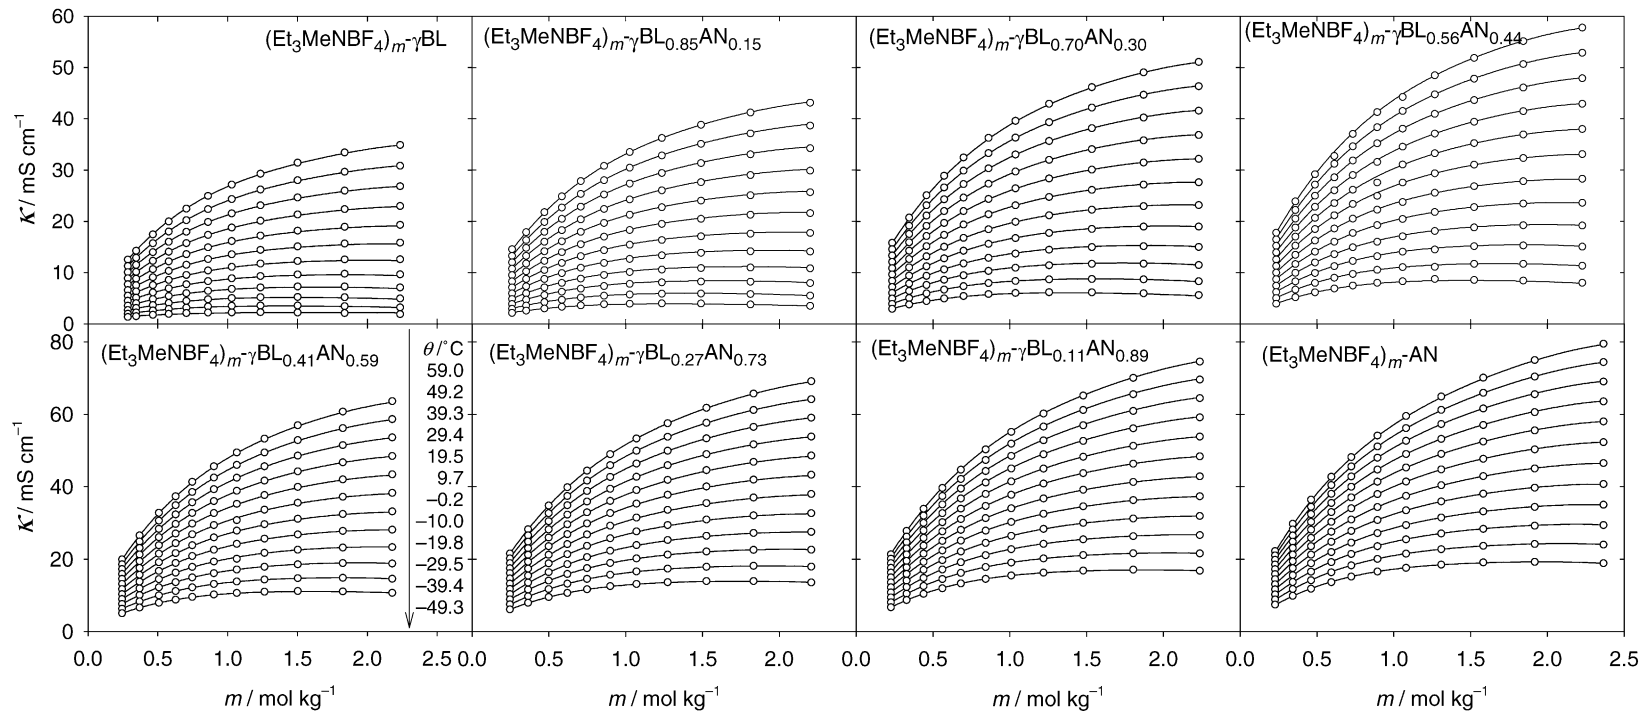 60
50
40
30
20
10
0
κ / mS cm⁻¹
(Et₃MeNBF₄)ₘ-γBL
(Et₃MeNBF₄)ₘ-γBL₀.₈₅AN₀.₁₅
(Et₃MeNBF₄)ₘ-γBL₀.₇₀AN₀.₃₀
(Et₃MeNBF₄)ₘ-γBL₀.₅₆AN₀.₄₄
80
60
40
20
0
κ / mS cm⁻¹
(Et₃MeNBF₄)ₘ-γBL₀.₄₁AN₀.₅₉
θ /˚C
59.0
49.2
39.3
29.4
19.5
9.7
−0.2
−10.0
−19.8
−29.5
−39.4
−49.3
(Et₃MeNBF₄)ₘ-γBL₀.₂₇AN₀.₇₃
(Et₃MeNBF₄)ₘ-γBL₀.₁₁AN₀.₈₉
(Et₃MeNBF₄)ₘ-AN
0.0 0.5 1.0 1.5 2.0 2.5
0.0 0.5 1.0 1.5 2.0
0.0 0.5 1.0 1.5 2.0
0.0 0.5 1.0 1.5 2.0 2.5
m / mol kg⁻¹
m / mol kg⁻¹
m / mol kg⁻¹
m / mol kg⁻¹